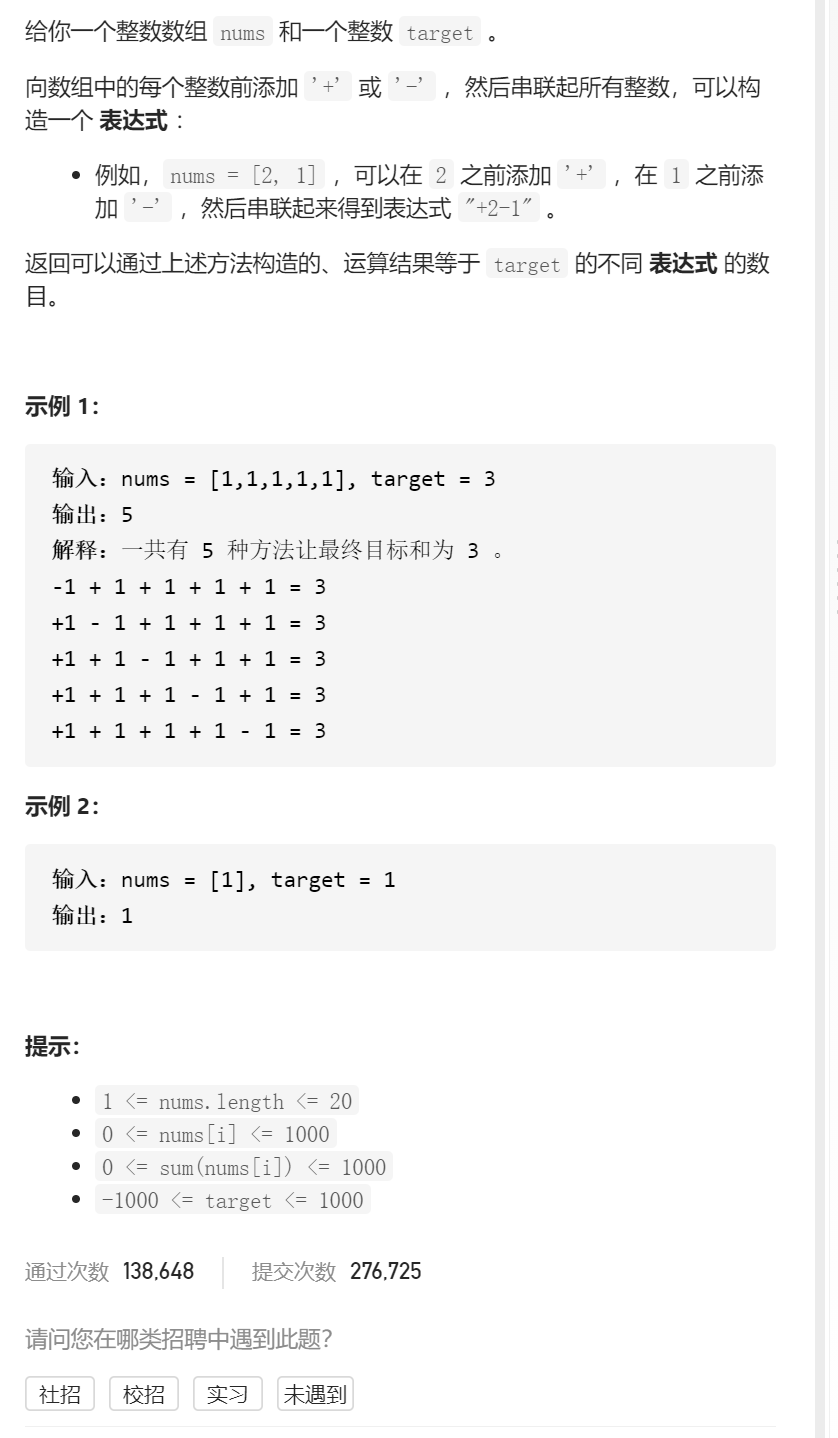 给你一个整数数组 nums 和一个整数 target 。
向数组中的每个整数前添加 '+' 或 '-' ，然后串联起所有整数，可以构
造一个 表达式 ：
• 例如，nums = [2, 1] ，可以在 2 之前添加 '+' ，在 1 之前添
加 '-' ，然后串联起来得到表达式 "+2-1" 。
返回可以通过上述方法构造的、运算结果等于 target 的不同 表达式 的数
目。
示例 1：
输入：nums = [1,1,1,1,1], target = 3
输出：5
解释：一共有 5 种方法让最终目标和为 3 。
-1 + 1 + 1 + 1 + 1 = 3
+1 - 1 + 1 + 1 + 1 = 3
+1 + 1 - 1 + 1 + 1 = 3
+1 + 1 + 1 - 1 + 1 = 3
+1 + 1 + 1 + 1 - 1 = 3
示例 2：
输入：nums = [1], target = 1
输出：1
提示：
• 1 <= nums.length <= 20
• 0 <= nums[i] <= 1000
• 0 <= sum(nums[i]) <= 1000
• -1000 <= target <= 1000
通过次数 138,648 提交次数 276,725
请问您在哪类招聘中遇到此题？
社招 校招 实习 未遇到